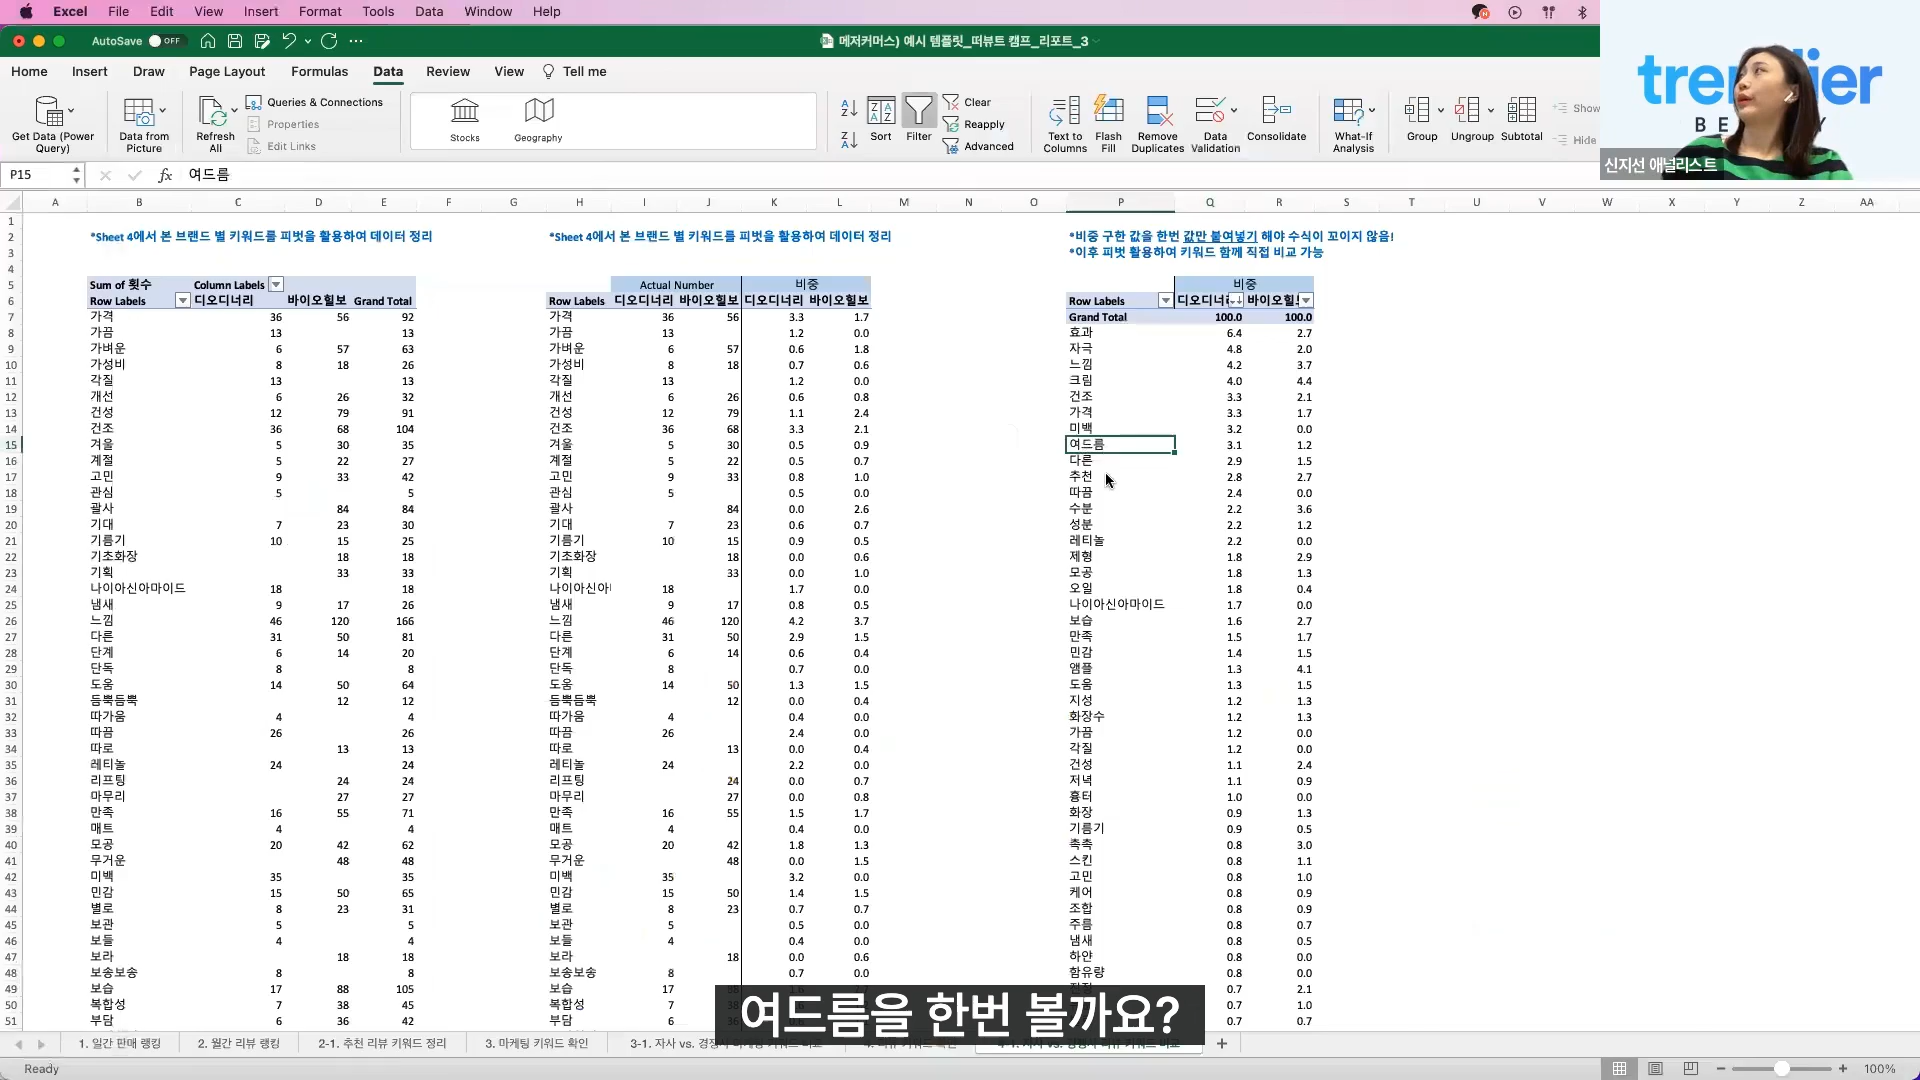 Excel File Edit View Insert Format Tools Data Window Help
AutoSave OFF
메저커머스) 예시 템플릿_떠뷰트 캠프_리포트_3
Home Insert Draw Page Layout Formulas Data Review View Tell me
Get Data (Power Query)
Data from Picture
Refresh All
Queries & Connections
Properties
Edit Links
Stocks
Geography
Sort
Filter
Clear
Reapply
Advanced
Text to Columns
Flash Fill
Remove Duplicates
Data Validation
Consolidate
What-If Analysis
Group
Ungroup
Subtotal
Show
Hide
BE
신지선 애널리스트
P15 fx 여드름
A B C D E F G H I J K L M N O P Q R S T U V W X Y Z AA
1
2 *Sheet 4에서 본 브랜드 별 키워드를 피벗을 활용하여 데이터 정리 *Sheet 4에서 본 브랜드 별 키워드를 피벗을 활용하여 데이터 정리 *비중 구한 값을 한번 값만 붙여넣기 해야 수식이 꼬이지 않음!
3 *이후 피벗 활용하여 키워드 함께 직접 비교 가능
4
5 Sum of 횟수 Column Labels Actual Number 비중 비중
6 Row Labels 디오디너리 바이오힐보 Grand Total Row Labels 디오디너리 바이오힐보 디오디너리 바이오힐보 Row Labels 디오디너리 바이오힐보
7 가격 36 56 92 가격 36 56 3.3 1.7 Grand Total 100.0 100.0
8 가끔 13 13 가끔 13 1.2 0.0 효과 6.4 2.7
9 가벼운 6 57 63 가벼운 6 57 0.6 1.8 자극 4.8 2.0
10 가성비 8 18 26 가성비 8 18 0.7 0.6 느낌 4.2 3.7
11 각질 13 13 각질 13 1.2 0.0 크림 4.0 4.4
12 개선 6 26 32 개선 6 26 0.6 0.8 건조 3.3 2.1
13 건성 12 79 91 건성 12 79 1.1 2.4 가격 3.3 1.7
14 건조 36 68 104 건조 36 68 3.3 2.1 미백 3.2 0.0
15 겨울 5 30 35 겨울 5 30 0.5 0.9 여드름 3.1 1.2
16 계절 5 22 27 계절 5 22 0.5 0.7 다른 2.9 1.5
17 고민 9 33 42 고민 9 33 0.8 1.0 추천 2.8 2.7
18 관심 5 5 관심 5 0.5 0.0 따끔 2.4 0.0
19 괄사 84 84 괄사 84 0.0 2.6 수분 2.2 3.6
20 기대 7 23 30 기대 7 23 0.6 0.7 성분 2.2 1.2
21 기름기 10 15 25 기름기 10 15 0.9 0.5 레티놀 2.2 0.0
22 기초화장 18 18 기초화장 18 0.0 0.6 제형 1.8 2.9
23 기획 33 33 기획 33 0.0 1.0 모공 1.8 1.3
24 나이아신아마이드 18 18 나이아신아 18 1.7 0.0 오일 1.8 0.4
25 냄새 9 17 26 냄새 9 17 0.8 0.5 나이아신아마이드 1.7 0.0
26 느낌 46 120 166 느낌 46 120 4.2 3.7 보습 1.6 2.7
27 다른 31 50 81 다른 31 50 2.9 1.5 만족 1.5 1.7
28 단계 6 14 20 단계 6 14 0.6 0.4 민감 1.4 1.5
29 단독 8 8 단독 8 0.7 0.0 앰플 1.3 4.1
30 도움 14 50 64 도움 14 50 1.3 1.5 도움 1.3 1.5
31 듬뿍듬뿍 12 12 듬뿍듬뿍 12 0.0 0.4 지성 1.2 1.3
32 따가움 4 4 따가움 4 0.4 0.0 화장수 1.2 1.3
33 따끔 26 26 따끔 26 2.4 0.0 가끔 1.2 0.0
34 따로 13 13 따로 13 0.0 0.4 각질 1.2 0.0
35 레티놀 24 24 레티놀 24 2.2 0.0 건성 1.1 2.4
36 리프팅 24 24 리프팅 24 0.0 0.7 저녁 1.1 0.9
37 마무리 27 27 마무리 27 0.0 0.8 흉터 1.0 0.0
38 만족 16 55 71 만족 16 55 1.5 1.7 화장 0.9 1.3
39 매트 4 4 매트 4 0.4 0.0 기름기 0.9 0.5
40 모공 20 42 62 모공 20 42 1.8 1.3 촉촉 0.8 3.0
41 무거운 48 48 무거운 48 0.0 1.5 스킨 0.8 1.1
42 미백 35 35 미백 35 3.2 0.0 고민 0.8 1.0
43 민감 15 50 65 민감 15 50 1.4 1.5 케어 0.8 0.9
44 별로 8 23 31 별로 8 23 0.7 0.7 조합 0.8 0.9
45 보관 5 5 보관 5 0.5 0.0 주름 0.8 0.7
46 보들 4 4 보들 4 0.4 0.0 냄새 0.8 0.5
47 보라 18 18 보라 18 0.0 0.6 하얀 0.8 0.0
48 보송보송 8 8 보송보송 8 0.7 0.0 함유량 0.8 0.0
49 보습 17 88 105 보습 17 0.7 2.1
50 복합성 7 38 45 복합성 7 0.7 1.0
51 부담 6 36 42 부담 6 0.7 0.7
여드름을 한번 볼까요?
1. 일간 판매 랭킹 2. 월간 리뷰 랭킹 2-1. 추천 리뷰 키워드 정리 3. 마케팅 키워드 확인 3-1. 자사 vs.
Ready 100%